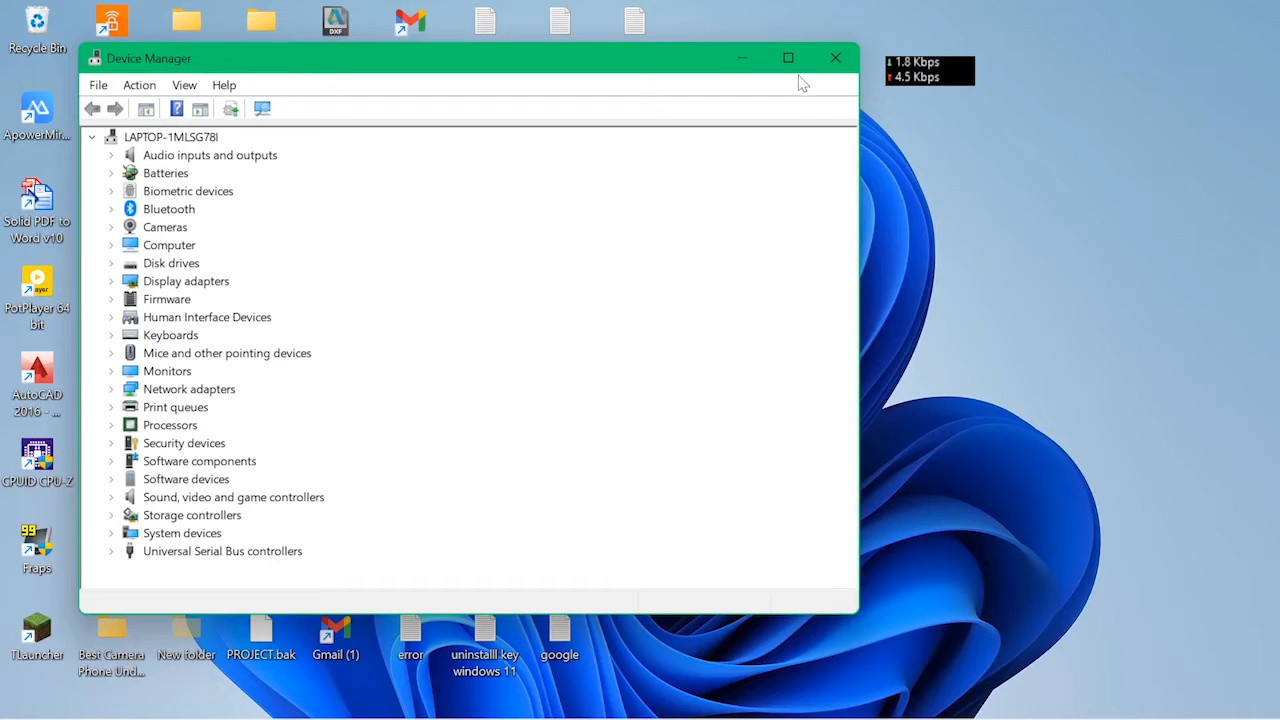 DXF
Recycle Bin
Device Manager
1.8 Kbps
4.5 Kbps
File Action View Help
ApowerMir...
LAPTOP-1MLSG78I
Audio inputs and outputs
Batteries
Biometric devices
Bluetooth
Cameras
Computer
Disk drives
Display adapters
Firmware
Human Interface Devices
Keyboards
Mice and other pointing devices
Monitors
Network adapters
Print queues
Processors
Security devices
Software components
Software devices
Sound, video and game controllers
Storage controllers
System devices
Universal Serial Bus controllers
Solid PDF to
Word v10
PotPlayer 64
bit
AutoCAD
2016 - ...
CPUID CPU-Z
99
Fraps
TLauncher
Best Camera
Phone Und...
New folder
PROJECT.bak
Gmail (1)
error
uninstalll key
windows 11
google